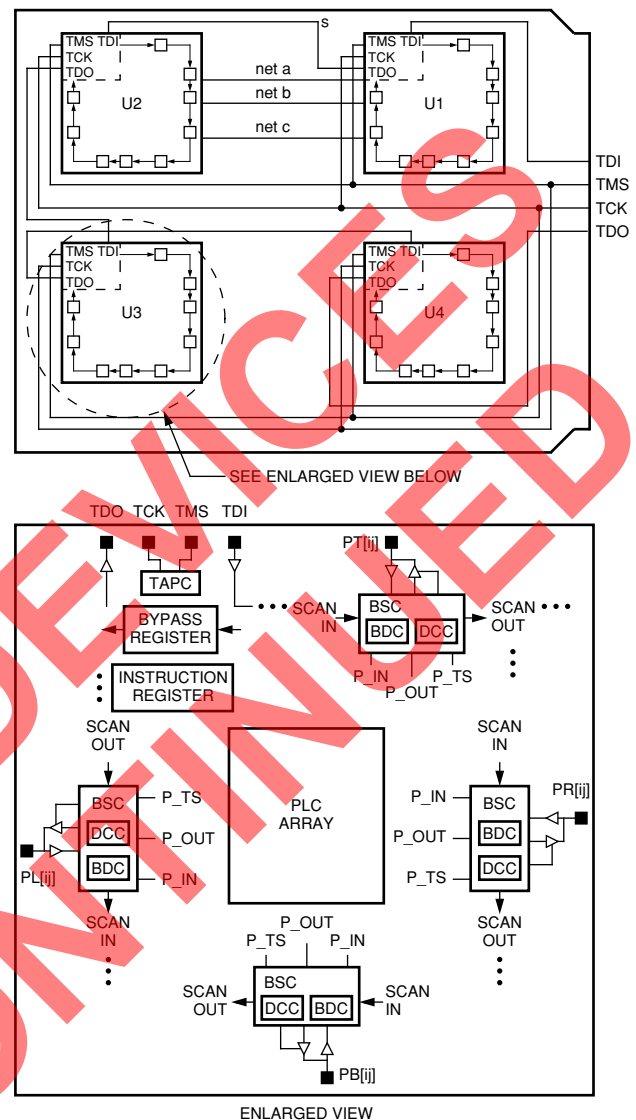 s
TMS TDI
TCK
TDO
U2
net a
net b
net c
TMS TDI
TCK
TDO
U1
TDI
TMS
TCK
TDO
TMS TDI
TCK
TDO
U3
TMS TDI
TCK
TDO
U4
SEE ENLARGED VIEW BELOW
TDO TCK TMS TDI
TAPC
BYPASS
REGISTER
INSTRUCTION
REGISTER
PT[ij]
SCAN
IN
BSC
BDC
DCC
SCAN
OUT
P_IN
P_OUT
P_TS
SCAN
OUT
BSC
DCC
BDC
P_TS
P_OUT
P_IN
PL[ij]
SCAN
IN
PLC
ARRAY
SCAN
IN
P_IN
P_OUT
P_TS
BSC
BDC
DCC
PR[ij]
SCAN
OUT
P_OUT
P_TS
P_IN
BSC
DCC
BDC
SCAN
OUT
SCAN
IN
PB[ij]
ENLARGED VIEW
DEVICES
ONTINUED